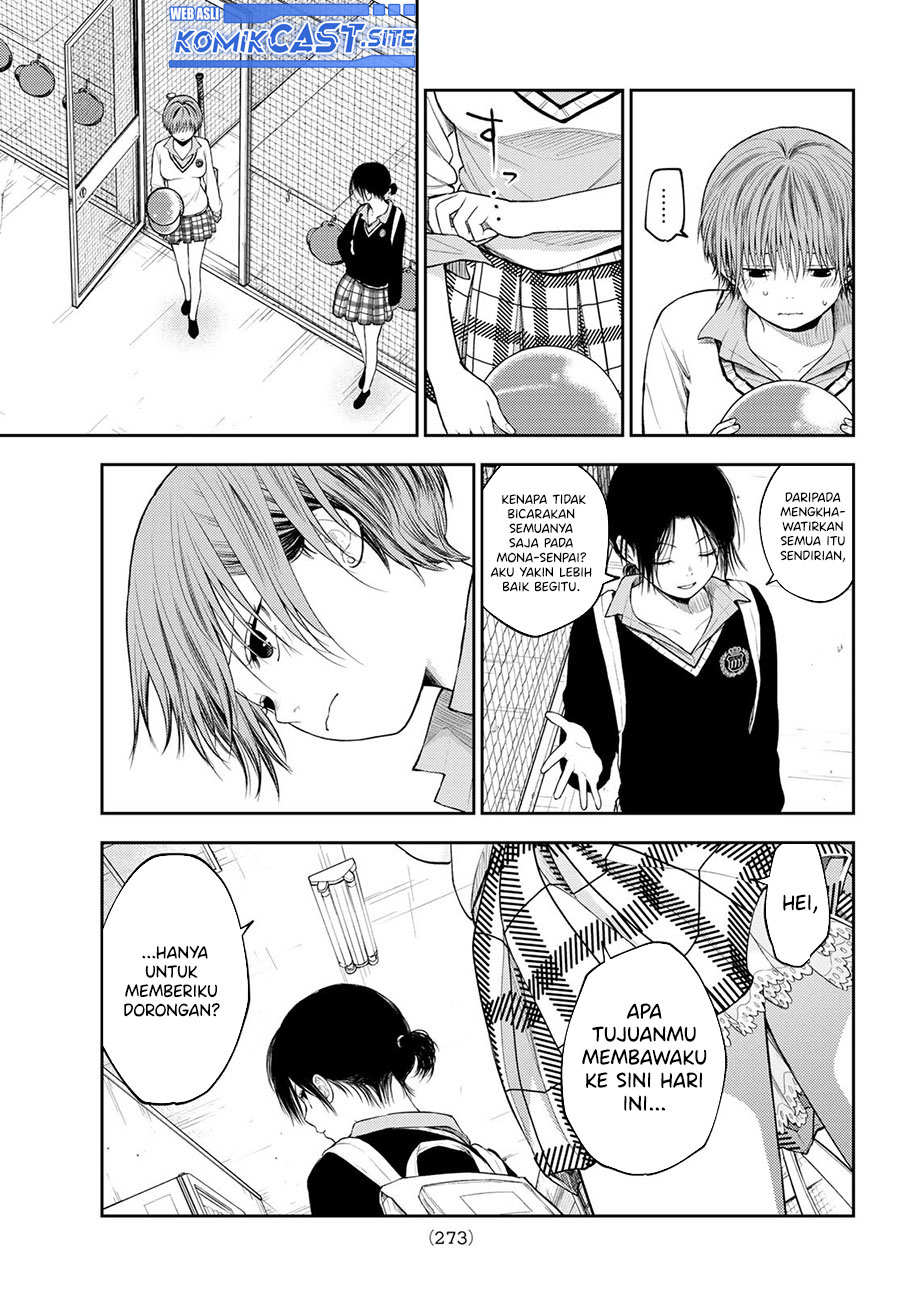 WEB ASLI
KOMIKCAST.SITE
......
すっ
DARIPADA
MENGKHA-
WATIRKAN
SEMUA ITU
SENDIRIAN,
KENAPA TIDAK
BICARAKAN
SEMUANYA
SAJA PADA
MONA-SENPAI?
AKU YAKIN LEBIH
BAIK BEGITU.
HEI,
APA
TUJUANMU
MEMBAWAKU
KE SINI HARI
INI...
...HANYA
UNTUK
MEMBERIKU
DORONGAN?
(273)